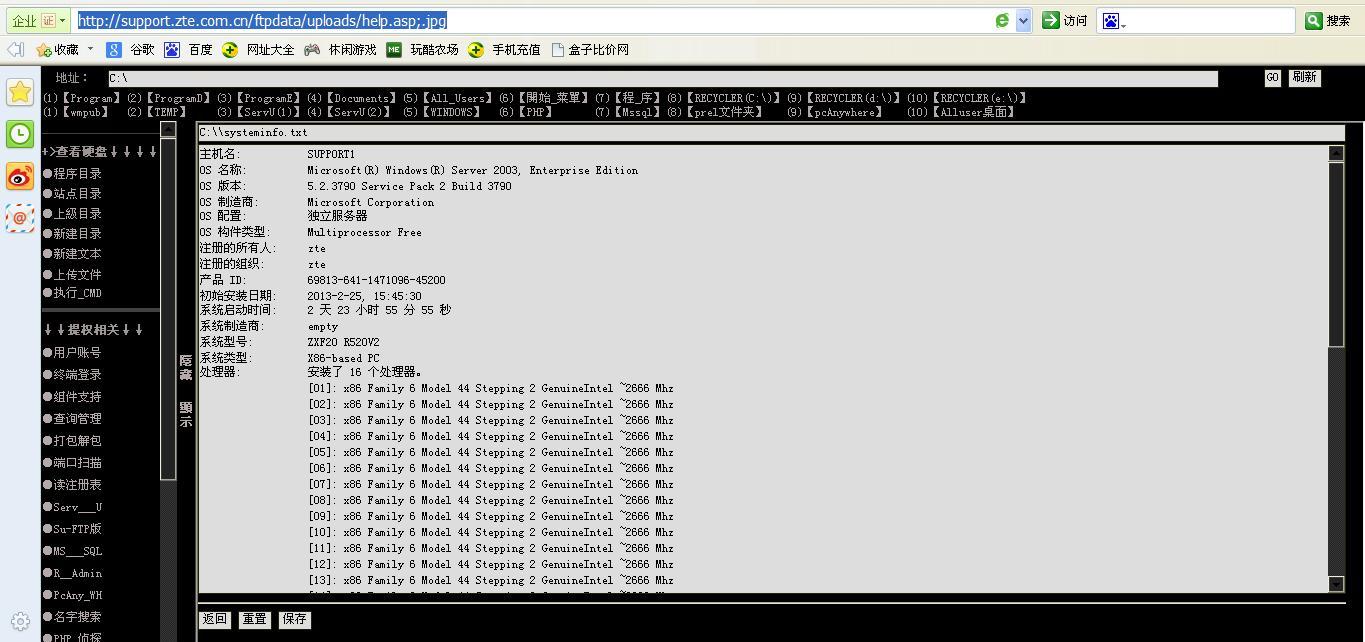 企业 证 http://support.zte.com.cn/ftpdata/uploads/help.asp;.jpg 访问 搜索
收藏 谷歌 百度 网址大全 休闲游戏 玩酷农场 手机充值 盒子比价网
地址： C:\ GO 刷新
(1)【Program】 (2)【ProgramD】 (3)【ProgramE】 (4)【Documents】 (5)【All_Users】 (6)【開始_菜單】 (7)【程_序】 (8)【RECYCLER(C:\)】 (9)【RECYCLER(d:\)】 (10)【RECYCLER(e:\)】
(1)【wmpub】 (2)【TEMP】 (3)【ServU(1)】 (4)【ServU(2)】 (5)【WINDOWS】 (6)【PHP】 (7)【Mssql】 (8)【prel文件夹】 (9)【pcAnywhere】 (10)【Alluser桌面】
+>查看硬盘↓↓↓↓
●程序目录
●站点目录
●上级目录
●新建目录
●新建文本
●上传文件
●执行_CMD
↓↓提权相关↓↓
●用户账号
●终端登录
●组件支持
●查询管理
●打包解包
●端口扫描
●读注册表
●Serv__U
●Su-FTP版
●MS__SQL
●R__Admin
●PcAny_WH
●名字搜索
●PHP 侦探
隐藏 顯示
C:\\systeminfo.txt
主机名: SUPPORT1
OS 名称: Microsoft(R) Windows(R) Server 2003, Enterprise Edition
OS 版本: 5.2.3790 Service Pack 2 Build 3790
OS 制造商: Microsoft Corporation
OS 配置: 独立服务器
OS 构件类型: Multiprocessor Free
注册的所有人: zte
注册的组织: zte
产品 ID: 69813-641-1471096-45200
初始安装日期: 2013-2-25, 15:45:30
系统启动时间: 2 天 23 小时 55 分 55 秒
系统制造商: empty
系统型号: ZXF20 R520V2
系统类型: X86-based PC
处理器: 安装了 16 个处理器。
[01]: x86 Family 6 Model 44 Stepping 2 GenuineIntel ~2666 Mhz
[02]: x86 Family 6 Model 44 Stepping 2 GenuineIntel ~2666 Mhz
[03]: x86 Family 6 Model 44 Stepping 2 GenuineIntel ~2666 Mhz
[04]: x86 Family 6 Model 44 Stepping 2 GenuineIntel ~2666 Mhz
[05]: x86 Family 6 Model 44 Stepping 2 GenuineIntel ~2666 Mhz
[06]: x86 Family 6 Model 44 Stepping 2 GenuineIntel ~2666 Mhz
[07]: x86 Family 6 Model 44 Stepping 2 GenuineIntel ~2666 Mhz
[08]: x86 Family 6 Model 44 Stepping 2 GenuineIntel ~2666 Mhz
[09]: x86 Family 6 Model 44 Stepping 2 GenuineIntel ~2666 Mhz
[10]: x86 Family 6 Model 44 Stepping 2 GenuineIntel ~2666 Mhz
[11]: x86 Family 6 Model 44 Stepping 2 GenuineIntel ~2666 Mhz
[12]: x86 Family 6 Model 44 Stepping 2 GenuineIntel ~2666 Mhz
[13]: x86 Family 6 Model 44 Stepping 2 GenuineIntel ~2666 Mhz
返回 重置 保存